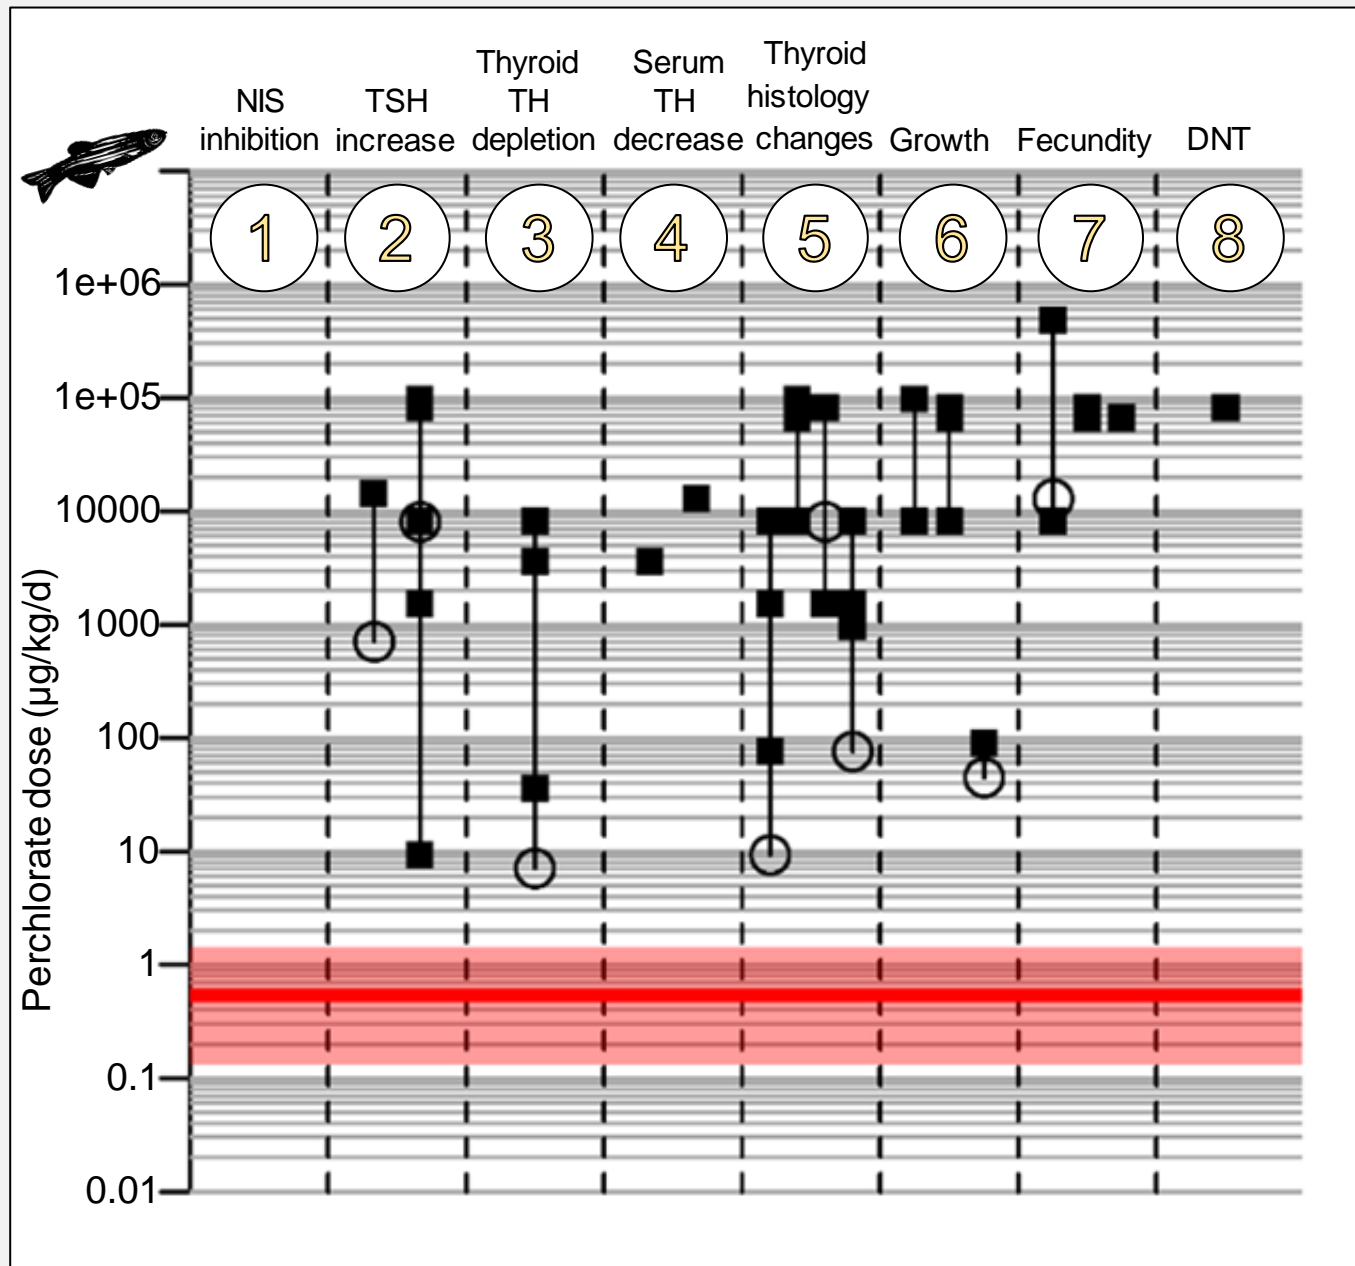 Thyroid
Serum
Thyroid
NIS
TSH
TH
TH
histology
inhibition
increase
depletion
decrease
changes
Growth
Fecundity
DNT
1
2
3
4
5
6
7
8
1e+06
1e+05
10000
1000
100
10
1
0.1
0.01
Perchlorate dose (µg/kg/d)